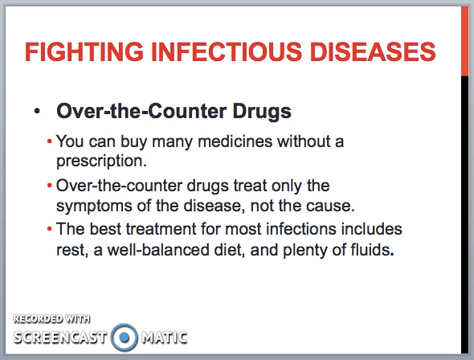 FIGHTING INFECTIOUS DISEASES
• Over-the-Counter Drugs
• You can buy many medicines without a
prescription.
• Over-the-counter drugs treat only the
symptoms of the disease, not the cause.
• The best treatment for most infections includes
rest, a well-balanced diet, and plenty of fluids.
RECORDED WITH
SCREENCAST MATIC